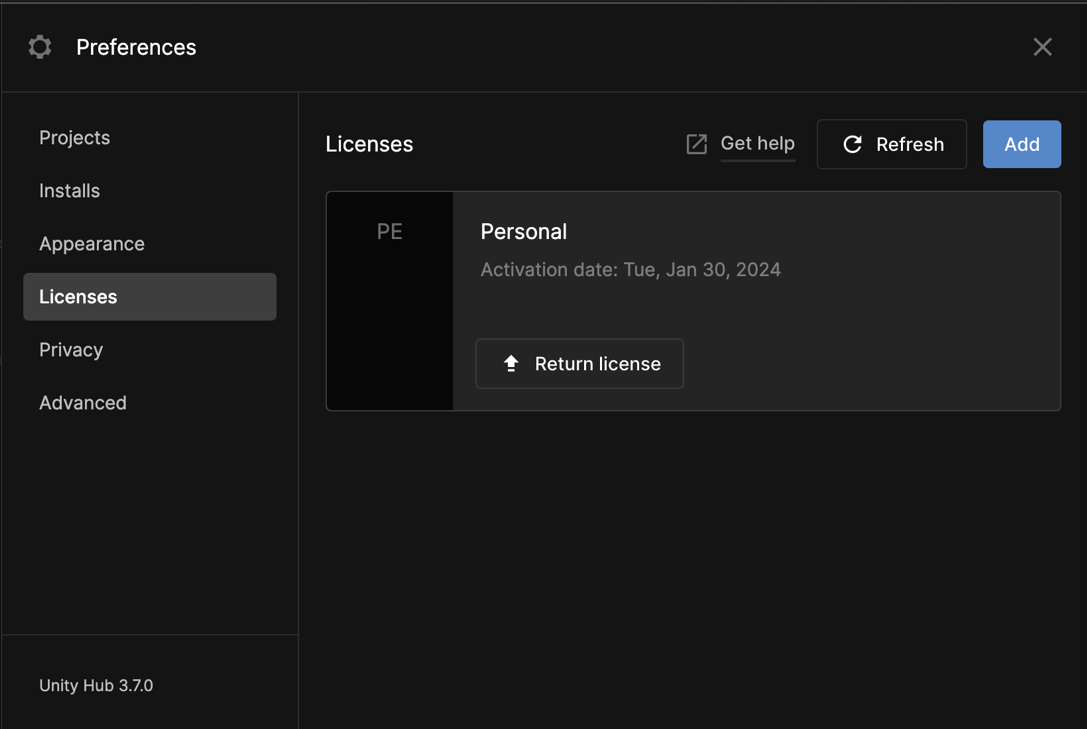 Preferences
Projects
Installs
Appearance
Licenses
Privacy
Advanced
Unity Hub 3.7.0
Licenses
Get help
Refresh
Add
PE
Personal
Activation date: Tue, Jan 30, 2024
Return license